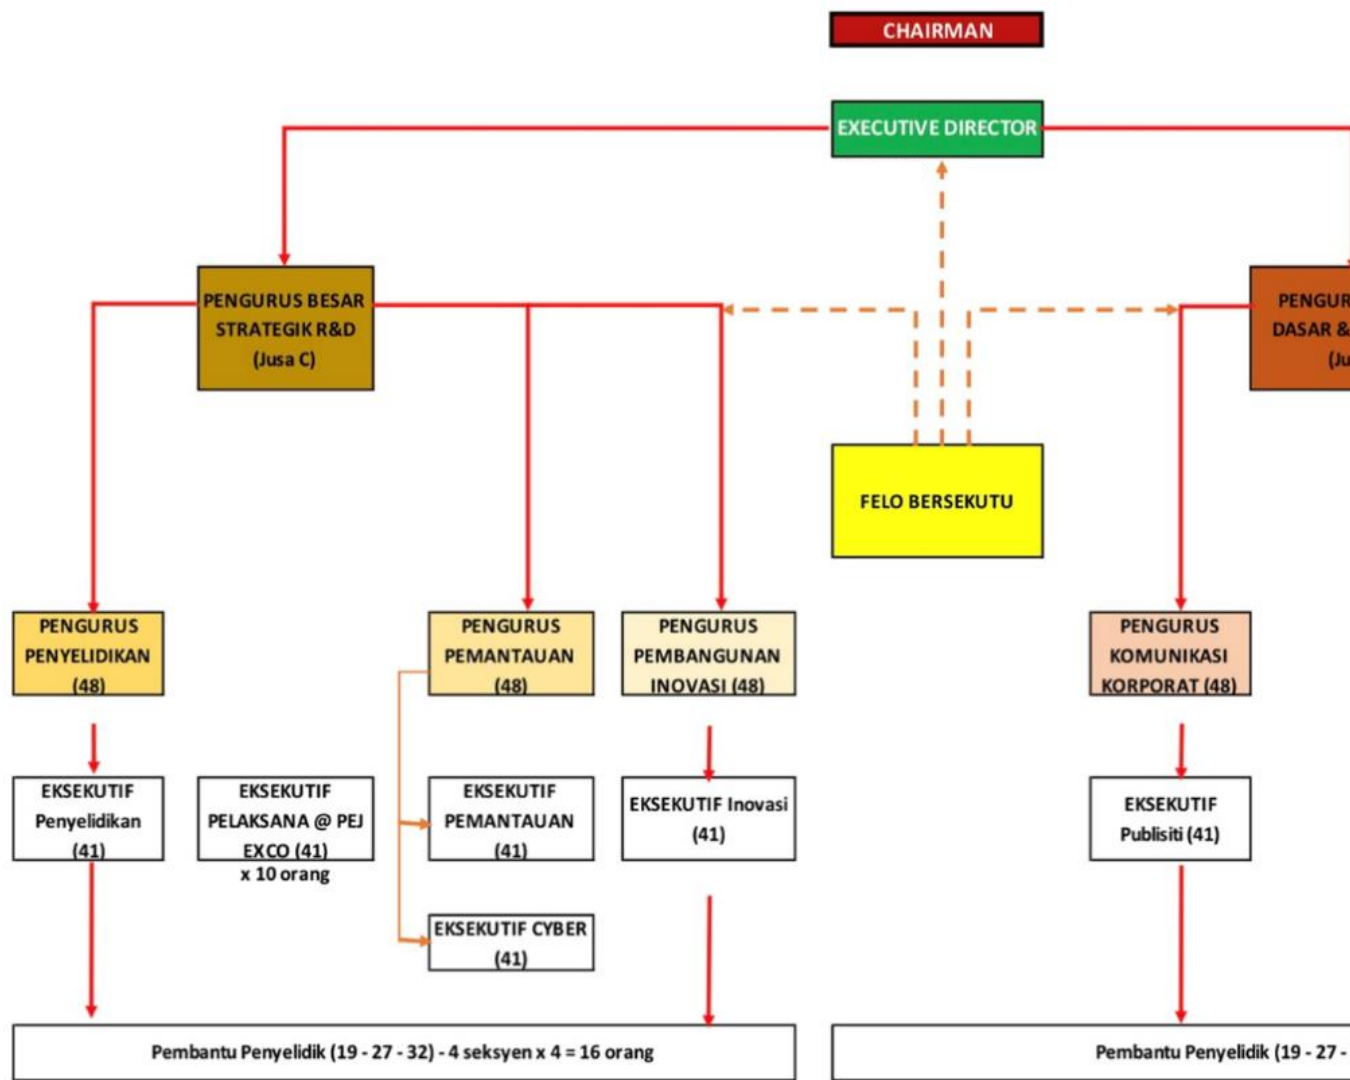 CHAIRMAN
EXECUTIVE DIRECTOR
PENGURUS BESAR
STRATEGIK R&D
(Jusa C)
DASAR &
FELO BERSEKUTU
PENGURUS
PENYELIDIKAN
(48)
PENGURUS
PEMANTAUAN
(48)
PENGURUS
PEMBANGUNAN
INOVASI (48)
PENGURUS
KOMUNIKASI
KORPORAT (48)
EKSEKUTIF
Penyelidikan
(41)
EKSEKUTIF
PELAKSANA @ PEJ
EXCO (41)
x 10 orang
EKSEKUTIF
PEMANTAUAN
(41)
EKSEKUTIF Inovasi
(41)
EKSEKUTIF
Publisiti (41)
EKSEKUTIF CYBER
(41)
Pembantu Penyelidik (19 - 27 - 32) - 4 seksyen x 4 = 16 orang
Pembantu Penyelidik (19 - 27 -